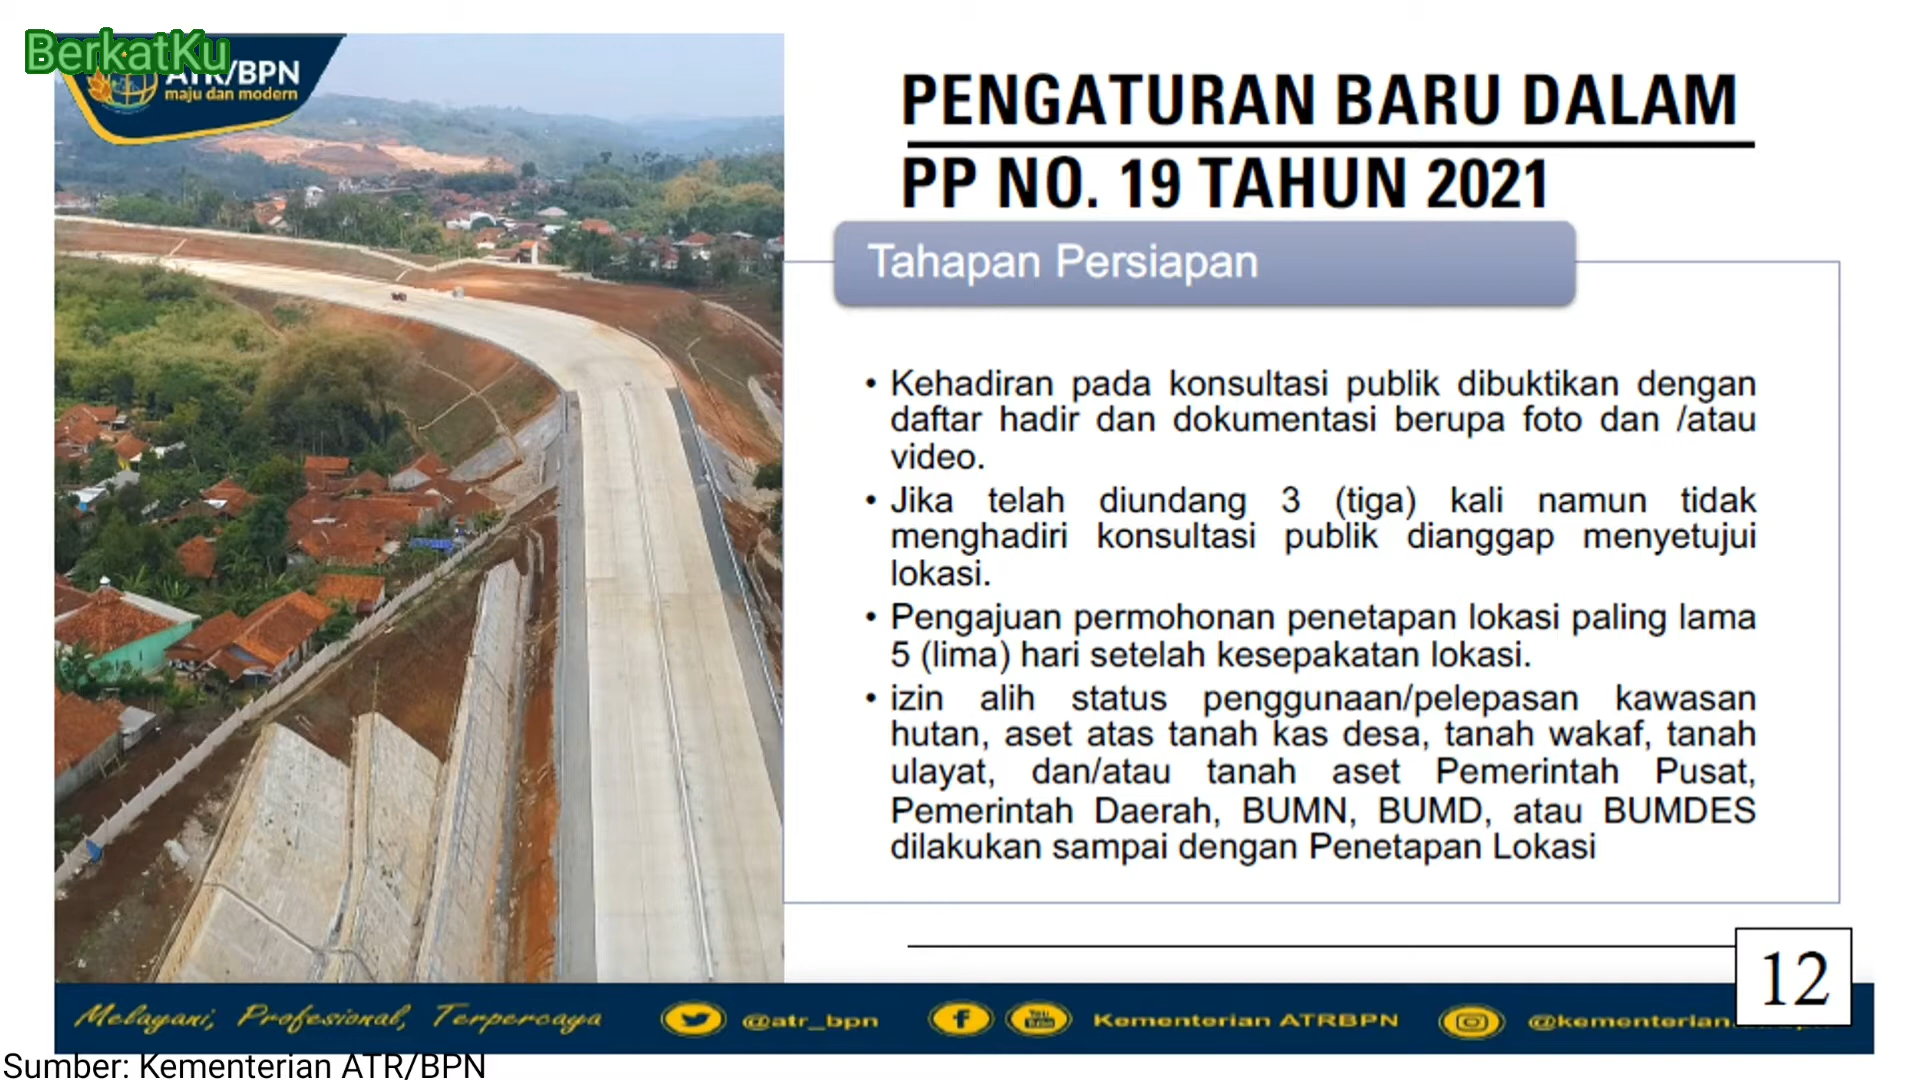 BerkatKu
ATR/BPN
maju dan modern
PENGATURAN BARU DALAM
PP NO. 19 TAHUN 2021
Tahapan Persiapan
• Kehadiran pada konsultasi publik dibuktikan dengan
daftar hadir dan dokumentasi berupa foto dan /atau
video.
• Jika telah diundang 3 (tiga) kali namun tidak
menghadiri konsultasi publik dianggap menyetujui
lokasi.
• Pengajuan permohonan penetapan lokasi paling lama
5 (lima) hari setelah kesepakatan lokasi.
• izin alih status penggunaan/pelepasan kawasan
hutan, aset atas tanah kas desa, tanah wakaf, tanah
ulayat, dan/atau tanah aset Pemerintah Pusat,
Pemerintah Daerah, BUMN, BUMD, atau BUMDES
dilakukan sampai dengan Penetapan Lokasi
12
Melayani, Profesional, Terpercaya
@atr_bpn
Kementerian ATRBPN
Sumber: Kementerian ATR/BPN